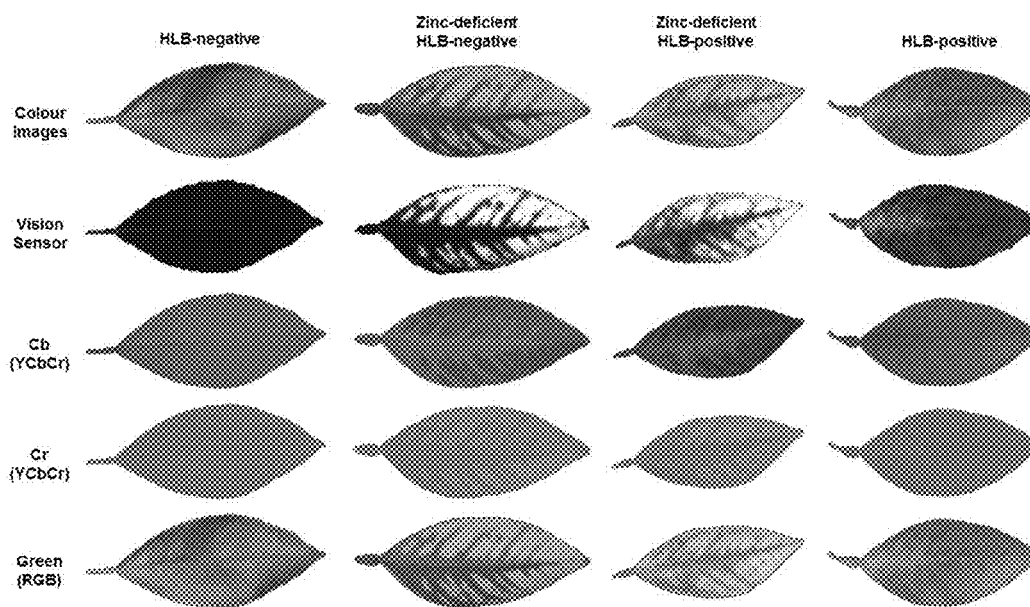 HLB-negative
Zinc-deficient
HLB-negative
Zinc-deficient
HLB-positive
HLB-positive
Colour
Images
Vision
Sensor
Cb
(YCbCr)
Cr
(YCbCr)
Green
(RGB)